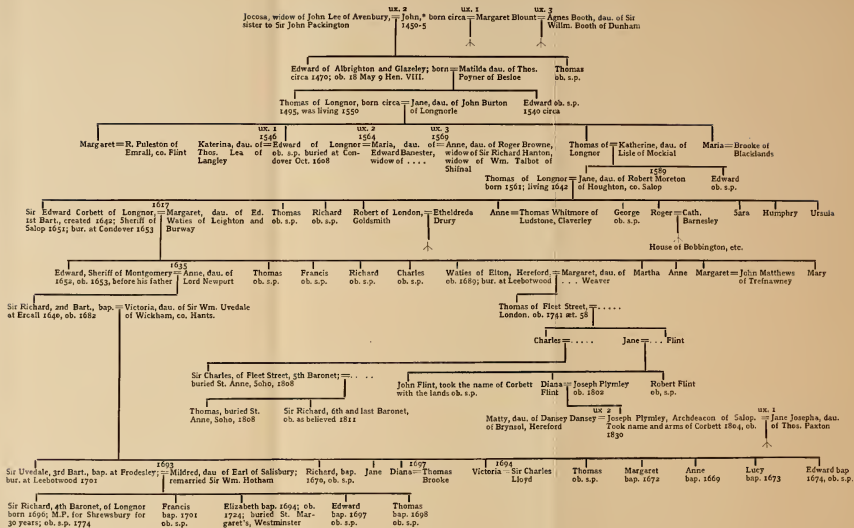 ux. 2
ux. 1
ux. 3
Jocosa, widow of John Lee of Avenbury, = John,* born circa = Margaret Blount = Agnes Booth, dau. of Sir
sister to Sir John Packington 1450-5 Willm. Booth of Dunham
Edward of Albrighton and Glazeley; born = Matilda dau. of Thos. Thomas
circa 1470; ob. 18 May 9 Hen. VIII. Poyner of Besloe ob. s.p.
Thomas of Longnor, born circa = Jane, dau. of John Burton Edward ob. s.p.
1495, was living 1550 of Longnorle 1540 circa
ux. 1 ux. 2 ux. 3
1546 1564 1569
Margaret = R. Puleston of Katerina, dau. of = Edward of Longnor = Maria, dau. of = Anne, dau. of Roger Browne, Thomas of = Katherine, dau. of Maria = Brooke of
Emrall, co. Flint Thos. Lea of ob. s.p. buried at Con- Edward Banester, widow of Sir Richard Hanton, Longnor Lisle of Mockial Blacklands
Langley dover Oct. 1608 widow of .... widow of Wm. Talbot of
Shifnal
1589
Thomas of Longnor = Jane, dau. of Robert Moreton Edward
born 1561; living 1642 of Houghton, co. Salop ob. s.p.
1617
Sir Edward Corbett of Longnor, = Margaret, dau. of Ed. Thomas Richard Robert of London, = Etheldreda Anne = Thomas Whitmore of George Roger = Cath. Sara Humphry Ursula
1st Bart., created 1642; Sheriff of Waties of Leighton and ob. s.p. ob. s.p. Goldsmith Drury Ludstone, Claverley ob. s.p. Barnesley
Salop 1651; bur. at Condover 1653 Burway
House of Bobbington, etc.
1635
Edward, Sheriff of Montgomery = Anne, dau. of Thomas Francis Richard Charles Waties of Elton, Hereford, = Margaret, dau. of Martha Anne Margaret = John Matthews Mary
1652, ob. 1653, before his father Lord Newport ob. s.p. ob. s.p. ob. s.p. ob. s.p. ob. 1689; bur. at Leebotwood ... Weaver of Trefnawney
Sir Richard, 2nd Bart., bap. = Victoria, dau. of Sir Wm. Uvedale Thomas of Fleet Street, = .....
at Ercall 1640, ob. 1682 of Wickham, co. Hants. London. ob. 1741 æt. 58
Charles = ..... Jane = ... Flint
Sir Charles, of Fleet Street, 5th Baronet; = .. ..
buried St. Anne, Soho, 1808
John Flint, took the name of Corbett Diana = Joseph Plymley Robert Flint
with the lands ob. s.p. Flint ob. 1802 ob, s.p.
Thomas, buried St. Sir Richard, 6th and last Baronet,
Anne, Soho, 1808 ob. as believed 1811
ux 2 ux. 1
Matty, dau. of Dansey Dansey = Joseph Plymley, Archdeacon of Salop. = Jane Josepha, dau.
of Brynsol, Hereford Took name and arms of Corbett 1804, ob. of Thos. Paxton
1830
1693 1697 1694
Sir Uvedale, 3rd Bart., bap. at Frodesley; = Mildred, dau. of Earl of Salisbury; Richard, bap. Jane Diana = Thomas Victoria = Sir Charles Thomas Margaret Anne Lucy Edward bap
bur. at Leebotwood 1701 remarried Sir Wm. Hotham 1670, ob. s.p. Brooke Lloyd ob. s.p. bap. 1672 bap. 1669 bap. 1673 1674, ob. s.p.
Sir Richard, 4th Baronet, of Longnor Francis Elizabeth bap. 1694; ob. Edward Thomas
born 1696; M.P. for Shrewsbury for bap. 1701 1724; buried St. Mar- bap. 1697 bap. 1698
30 years; ob. s.p. 1774 ob. s.p. garet's, Westminster ob. s.p. ob. s.p.